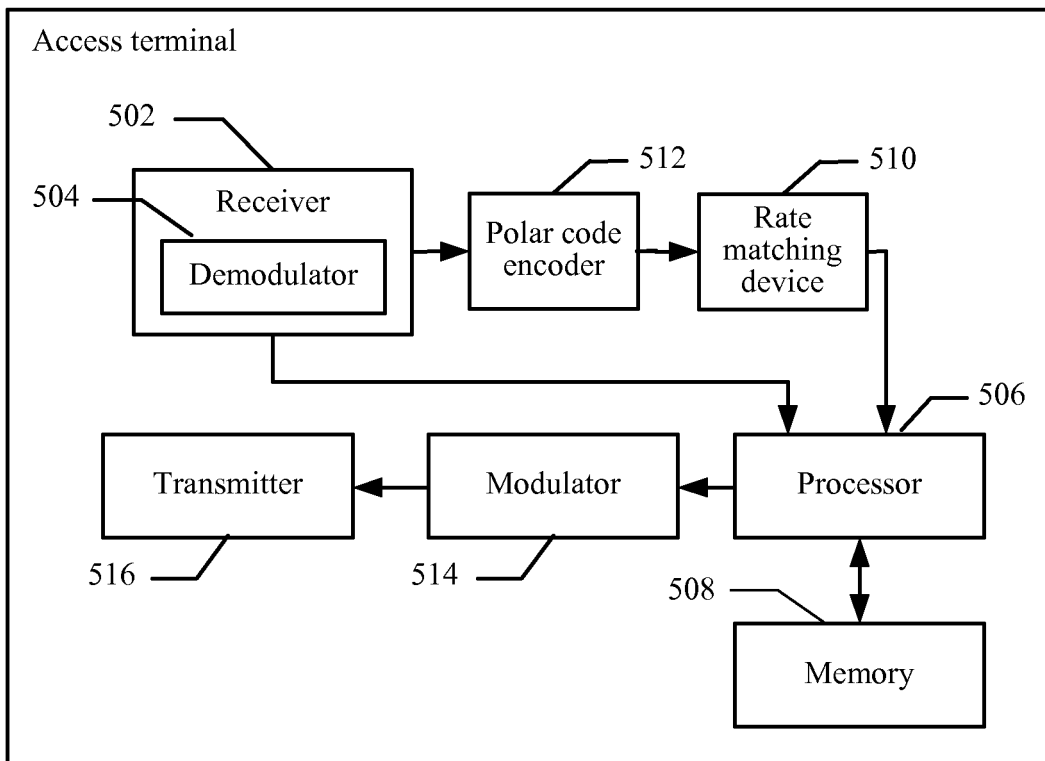 Access terminal
502
512
510
504
Receiver
Polar code
encoder
Rate
matching
device
Demodulator
506
Transmitter
Modulator
Processor
516
514
508
Memory